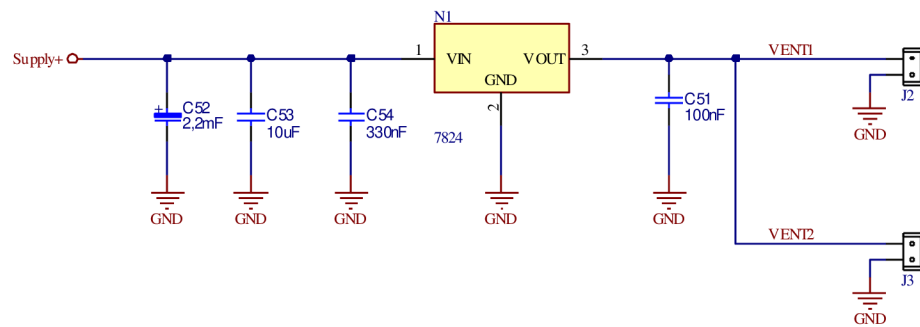 N1
Supply+
1
VIN
VOUT
3
VENT1
GND
J2
2
C52
2,2mF
C53
10uF
C54
330nF
7824
C51
100nF
GND
GND
GND
GND
GND
GND
VENT2
J3
GND